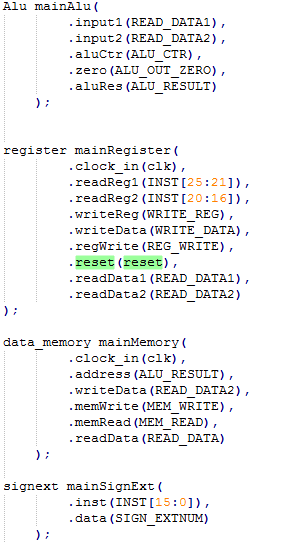 Alu mainAlu(
.input1(READ_DATA1),
.input2(READ_DATA2),
.aluCtr(ALU_CTR),
.zero(ALU_OUT_ZERO),
.aluRes(ALU_RESULT)
);
register mainRegister(
.clock_in(clk),
.readReg1(INST[25:21]),
.readReg2(INST[20:16]),
.writeReg(WRITE_REG),
.writeData(WRITE_DATA),
.regWrite(REG_WRITE),
.reset(reset),
.readData1(READ_DATA1),
.readData2(READ_DATA2)
);
data_memory mainMemory(
.clock_in(clk),
.address(ALU_RESULT),
.writeData(READ_DATA2),
.memWrite(MEM_WRITE),
.memRead(MEM_READ),
.readData(READ_DATA)
);
signext mainSignExt(
.inst(INST[15:0]),
.data(SIGN_EXTNUM)
);